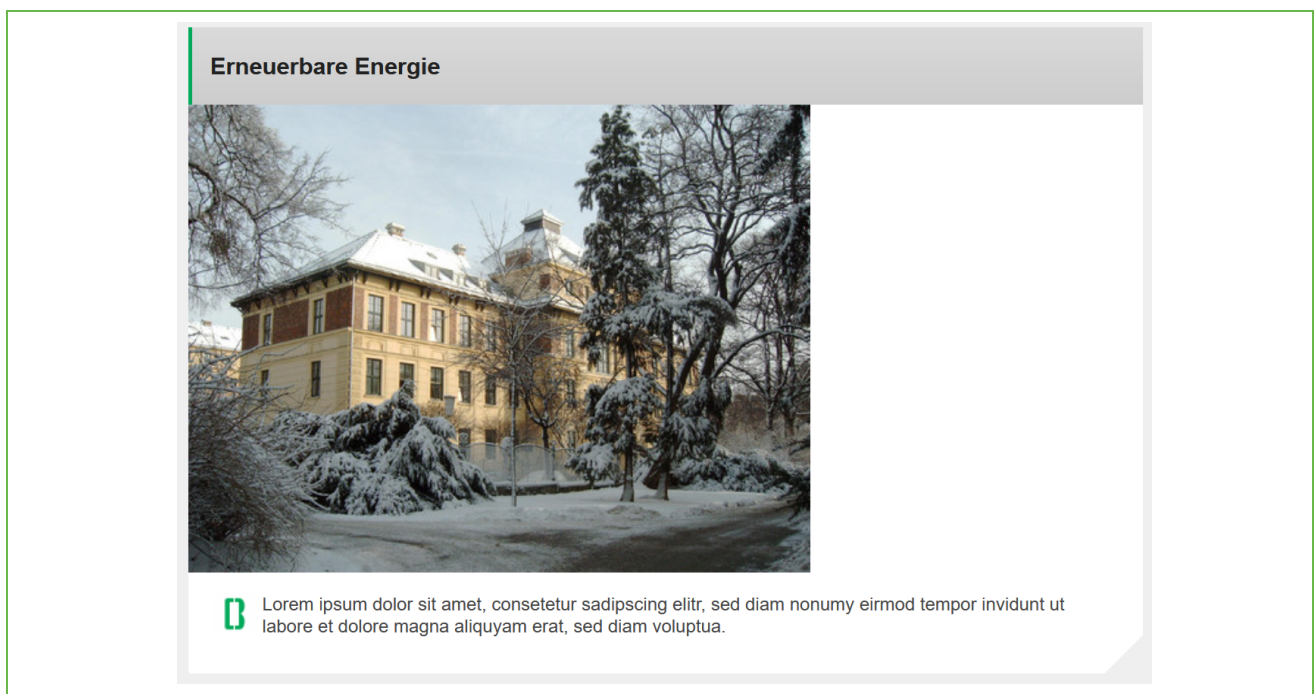 Erneuerbare Energie
Lorem ipsum dolor sit amet, consetetur sadipscing elitr, sed diam nonumy eirmod tempor invidunt ut
labore et dolore magna aliquyam erat, sed diam voluptua.